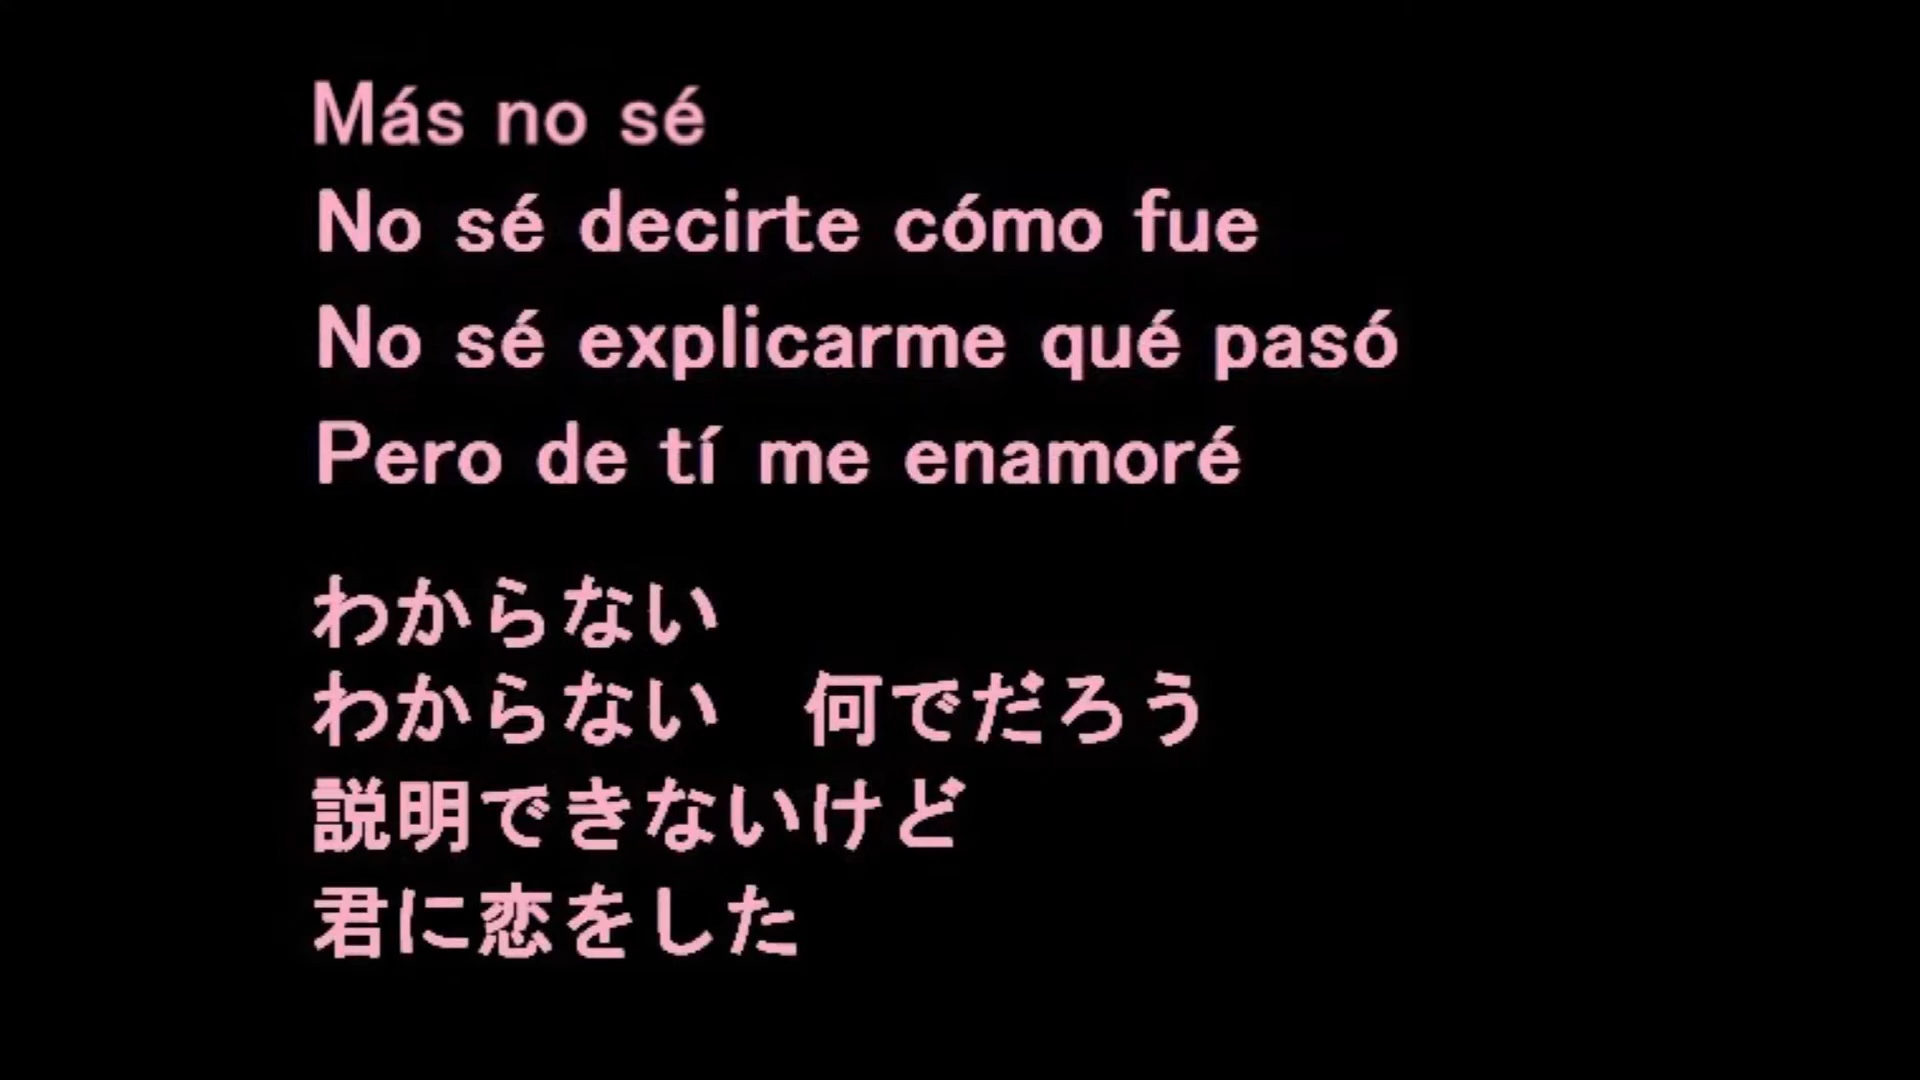 Más no sé
No sé decirte cómo fue
No sé explicarme qué pasó
Pero de tí me enamoré
わからない
わからない　何でだろう
説明できないけど
君に恋をした